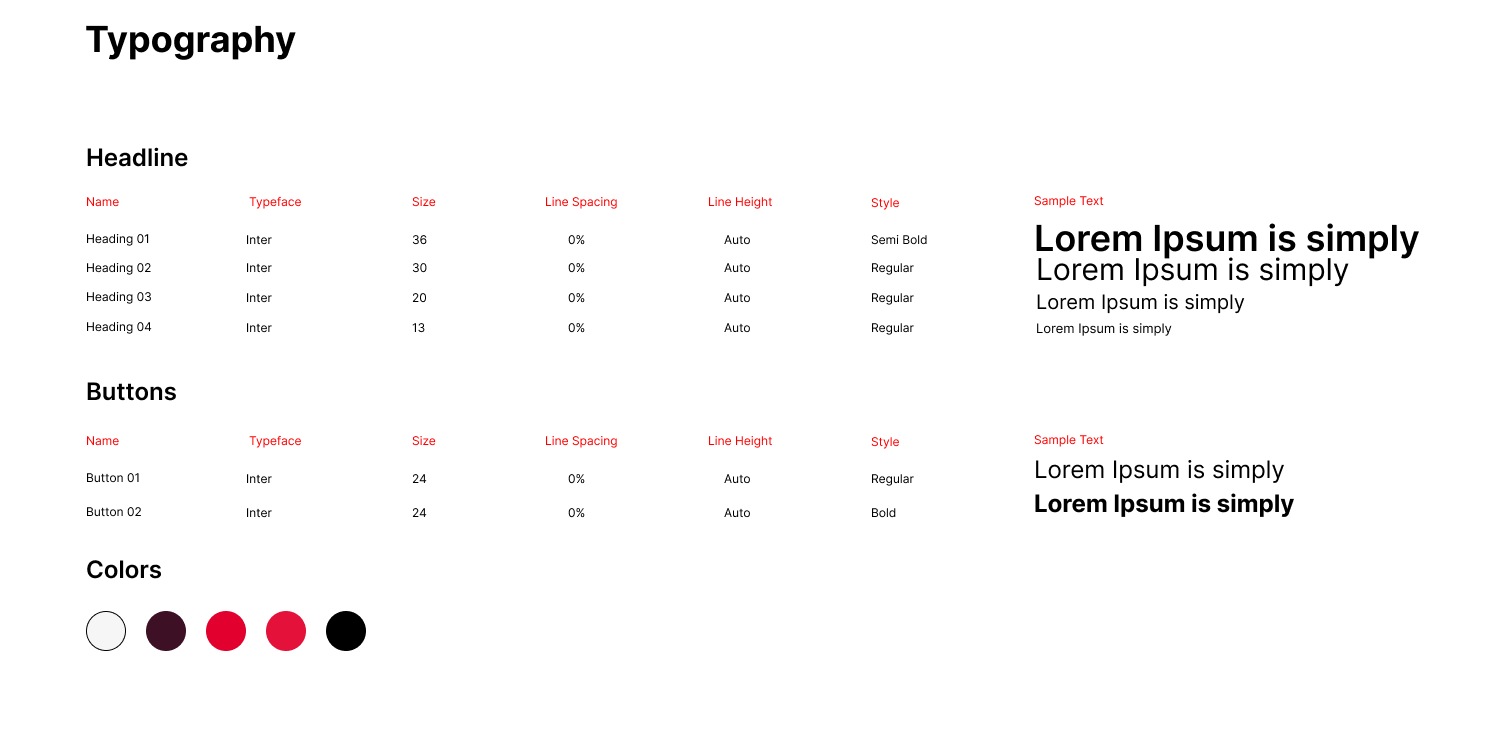 Typography
Headline
Name Typeface Size Line Spacing Line Height Style Sample Text
Heading 01 Inter 36 0% Auto Semi Bold Lorem Ipsum is simply
Heading 02 Inter 30 0% Auto Regular Lorem Ipsum is simply
Heading 03 Inter 20 0% Auto Regular Lorem Ipsum is simply
Heading 04 Inter 13 0% Auto Regular Lorem Ipsum is simply
Buttons
Name Typeface Size Line Spacing Line Height Style Sample Text
Button 01 Inter 24 0% Auto Regular Lorem Ipsum is simply
Button 02 Inter 24 0% Auto Bold Lorem Ipsum is simply
Colors